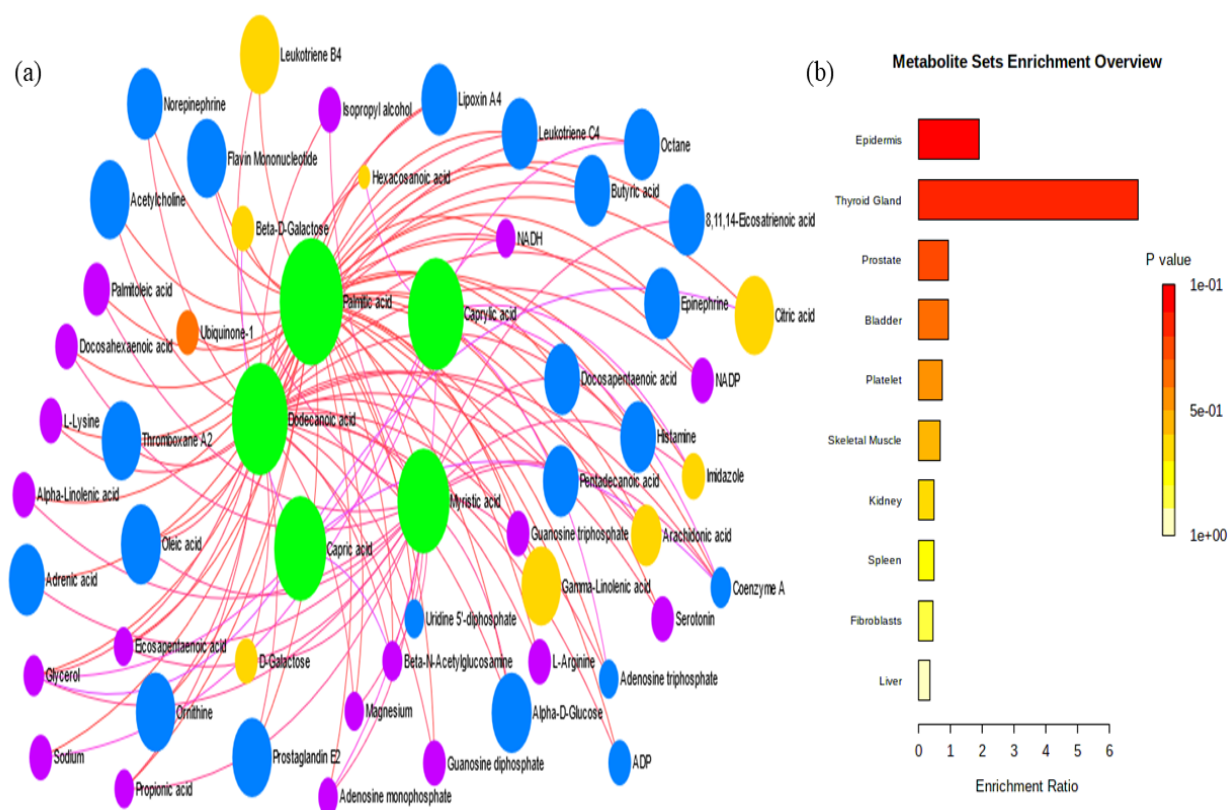 (a)
Leukotriene B4
Norepinephrine
Isopropyl alcohol
Lipoxin A4
Leukotriene C4
Octane
Flavin Mononucleotide
Hexacosanoic acid
Butyric acid
Acetylcholine
Beta-D-Galactose
8,11,14-Eicosatrienoic acid
NADH
Palmitoleic acid
Palmitic acid
Caprylic acid
Epinephrine
Citric acid
Ubiquinone-1
Docosahexaenoic acid
Docosapentaenoic acid
NADP
L-Lysine
Dodecanoic acid
Thromboxane A2
Histamine
Imidazole
Pentadecanoic acid
Alpha-Linolenic acid
Myristic acid
Guanosine triphosphate
Arachidonic acid
Oleic acid
Capric acid
Adrenic acid
Gamma-Linolenic acid
Coenzyme A
Uridine 5'-diphosphate
Serotonin
Eicosapentaenoic acid
D-Galactose
Beta-N-Acetylglucosamine
L-Arginine
Adenosine triphosphate
Glycerol
Ornithine
Magnesium
Alpha-D-Glucose
Sodium
Prostaglandin E2
Guanosine diphosphate
ADP
Propionic acid
Adenosine monophosphate
(b)
Metabolite Sets Enrichment Overview
Epidermis
Thyroid Gland
Prostate
Bladder
Platelet
Skeletal Muscle
Kidney
Spleen
Fibroblasts
Liver
0 1 2 3 4 5 6
Enrichment Ratio
P value
1e-01
5e-01
1e+00